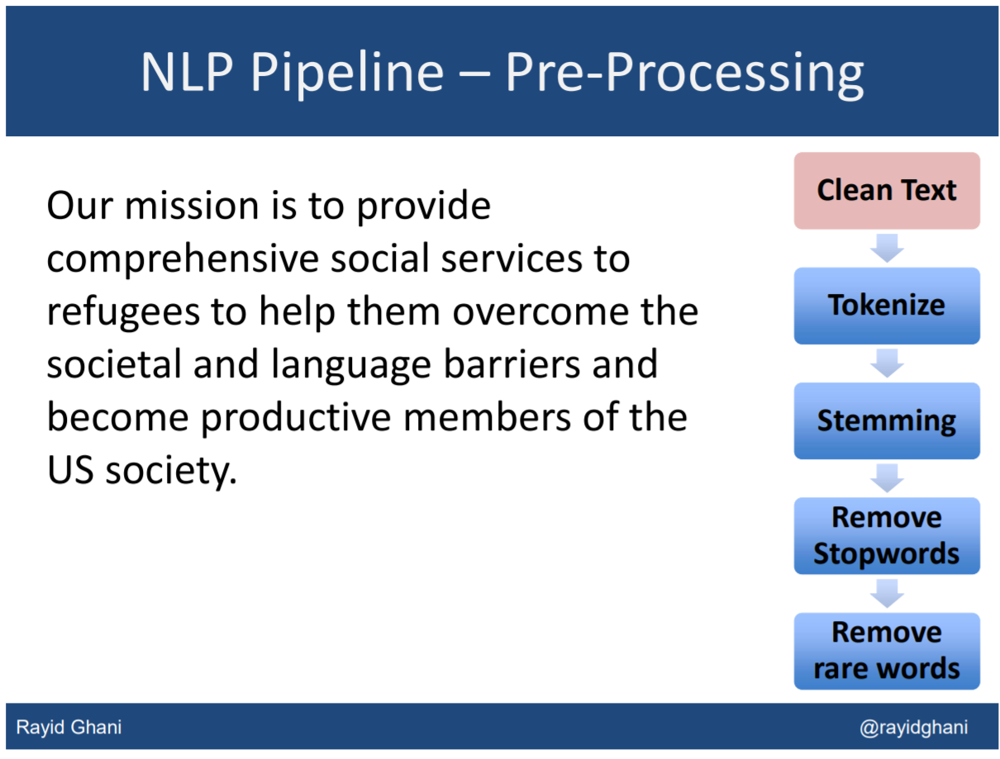 NLP Pipeline – Pre-Processing
Our mission is to provide
comprehensive social services to
refugees to help them overcome the
societal and language barriers and
become productive members of the
US society.
Clean Text
Tokenize
Stemming
Remove
Stopwords
Remove
rare words
Rayid Ghani
@rayidghani